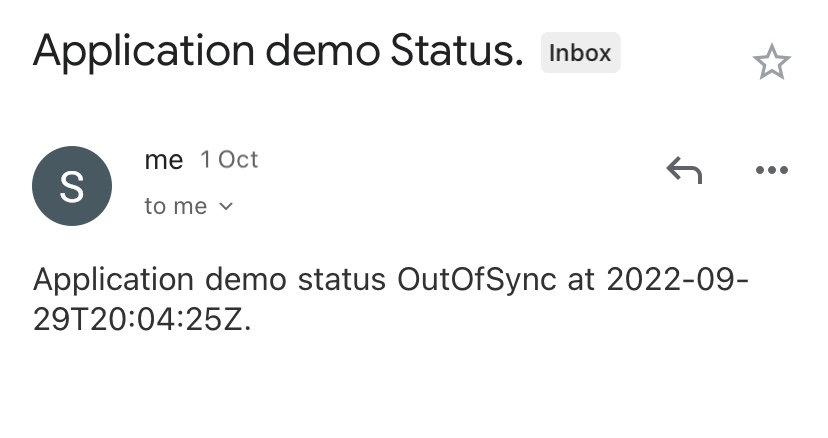 Application demo Status. Inbox
S
me 1 Oct
to me
Application demo status OutOfSync at 2022-09-
29T20:04:25Z.